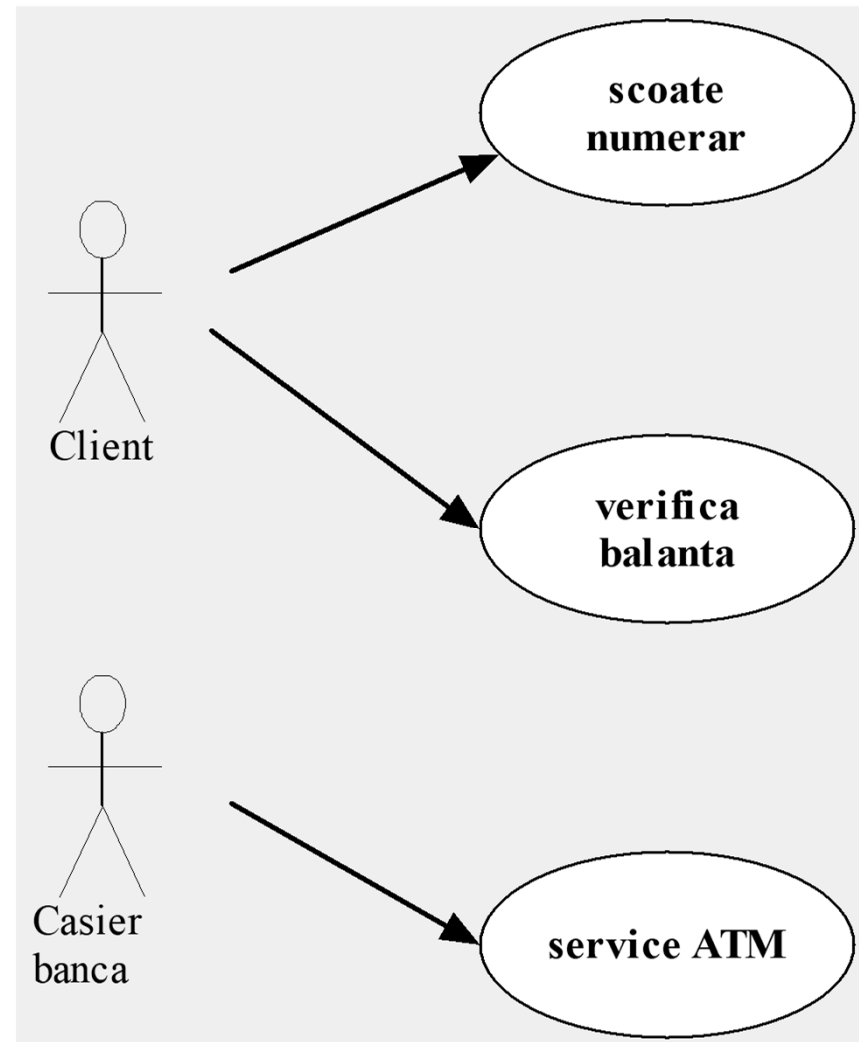 scoate
numerar
Client
verifica
balanta
Casier
banca
service ATM